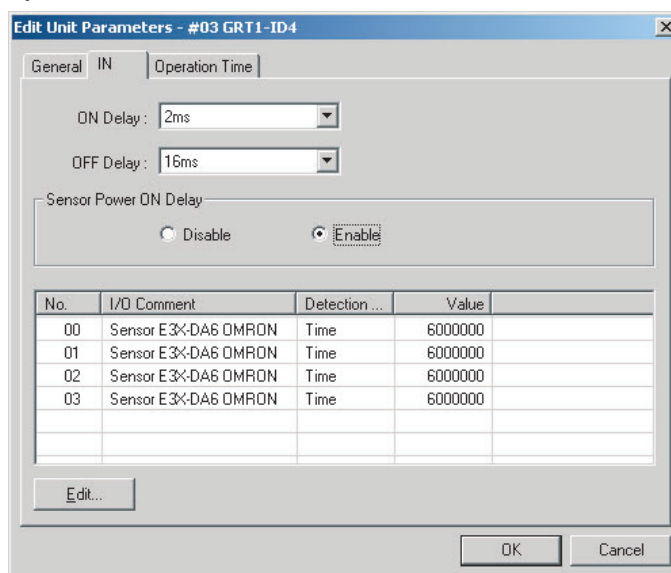 Edit Unit Parameters - #03 GRT1-ID4
General IN Operation Time
ON Delay : 2ms
OFF Delay : 16ms
Sensor Power ON Delay
Disable Enable
No. I/O Comment Detection ... Value
00 Sensor E3X-DA6 OMRON Time 6000000
01 Sensor E3X-DA6 OMRON Time 6000000
02 Sensor E3X-DA6 OMRON Time 6000000
03 Sensor E3X-DA6 OMRON Time 6000000
Edit...
OK Cancel